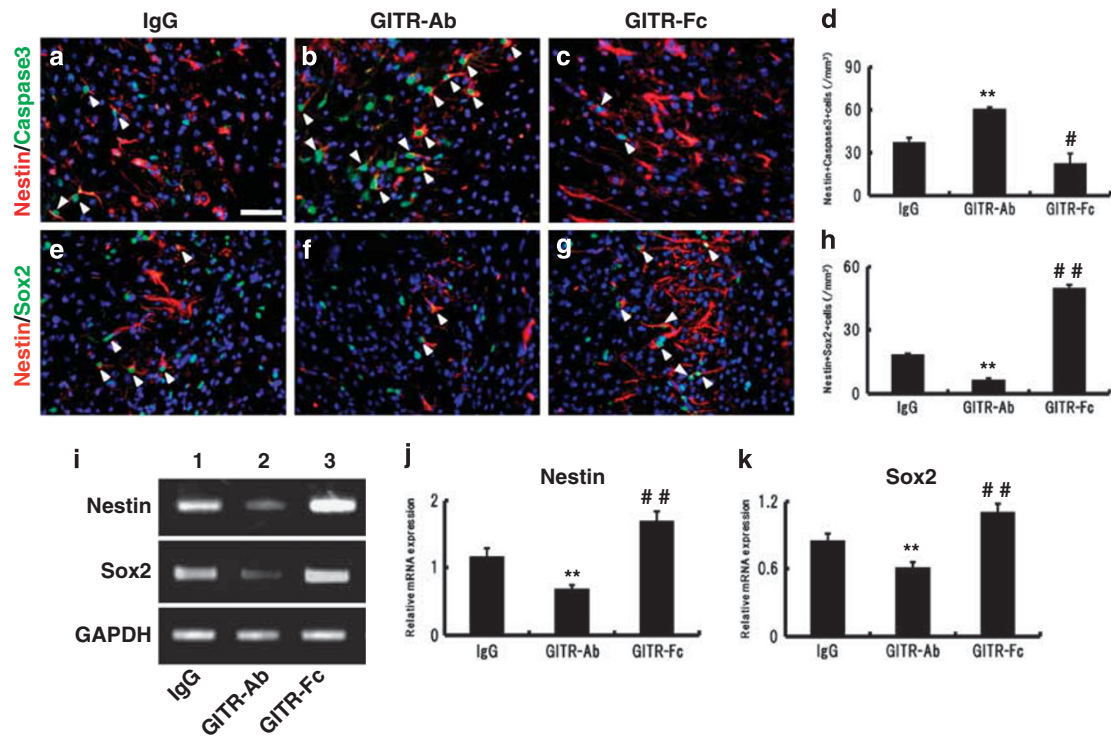 IgG GITR-Ab GITR-Fc
Nestin/Caspase3
a b c
d
Nestin+Caspase3+cells(/mm²)
90
60
30
0
**
#
IgG GITR-Ab GITR-Fc
Nestin/Sox2
e f g
h
Nestin+Sox2+cells(/mm²)
60
30
0
**
# #
IgG GITR-Ab GITR-Fc
i
1 2 3
Nestin
Sox2
GAPDH
IgG GITR-Ab GITR-Fc
j
Nestin
Relative mRNA expression
2
1
0
**
# #
IgG GITR-Ab GITR-Fc
k
Sox2
Relative mRNA expression
1.2
0.6
0
**
# #
IgG GITR-Ab GITR-Fc